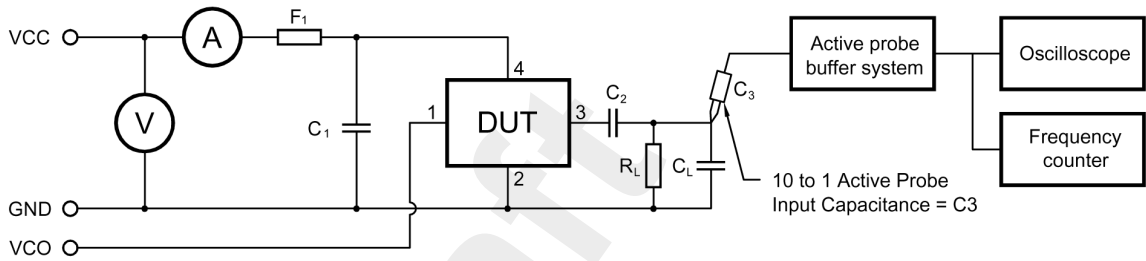 VCC
A
F1
4
V
C1
1
DUT
3
2
C2
RL
CL
C3
Active probe
buffer system
Oscilloscope
Frequency
counter
10 to 1 Active Probe
Input Capacitance = C3
GND
VCO